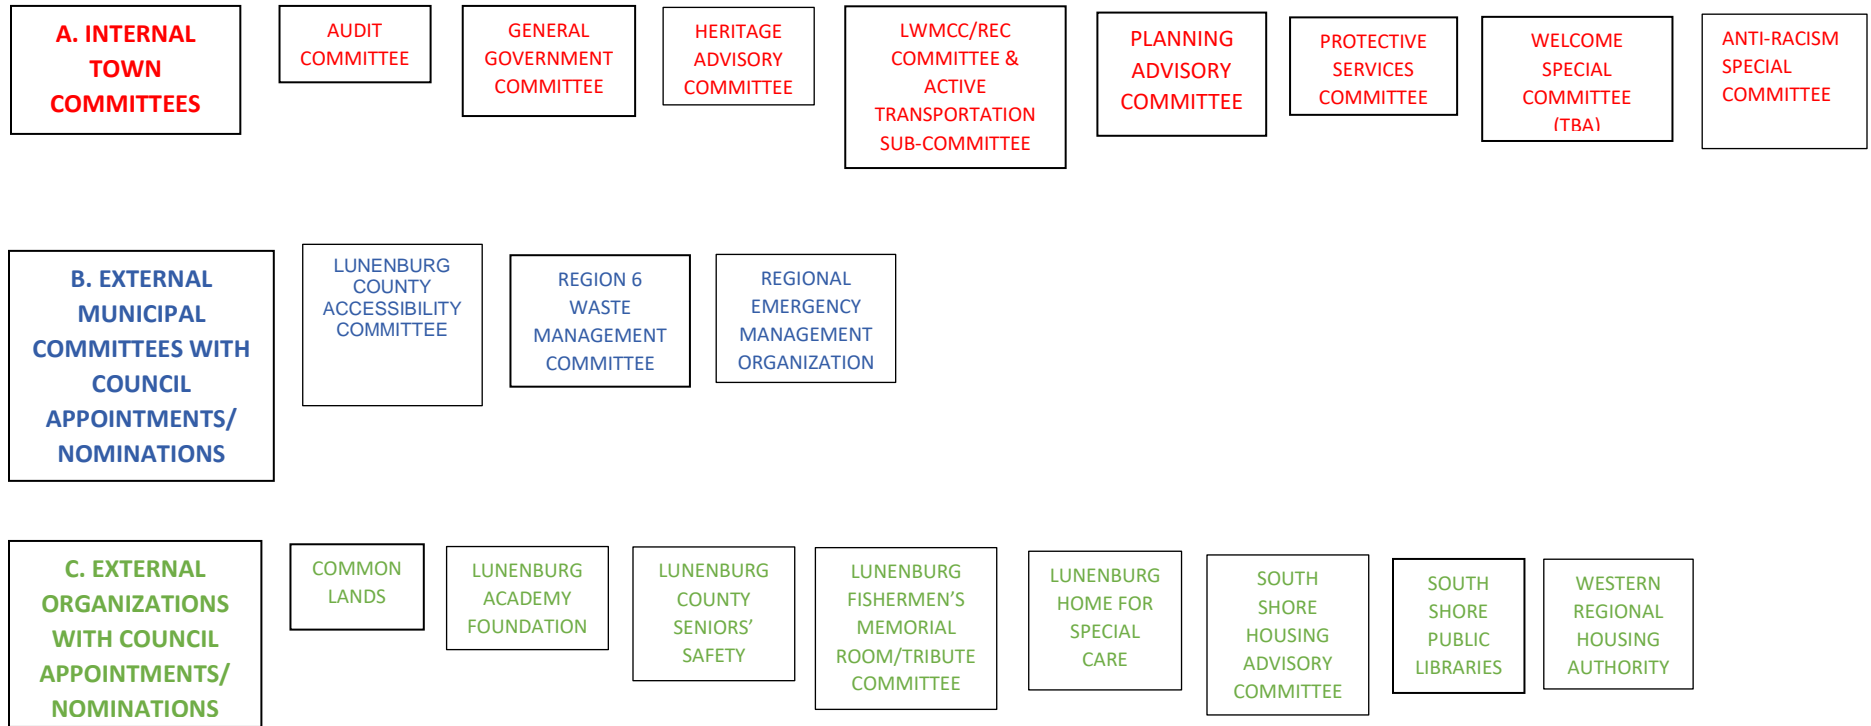 A. INTERNAL
TOWN
COMMITTEES
AUDIT
COMMITTEE
GENERAL
GOVERNMENT
COMMITTEE
HERITAGE
ADVISORY
COMMITTEE
LWMCC/REC
COMMITTEE &
ACTIVE
TRANSPORTATION
SUB-COMMITTEE
PLANNING
ADVISORY
COMMITTEE
PROTECTIVE
SERVICES
COMMITTEE
WELCOME
SPECIAL
COMMITTEE
(TBA)
ANTI-RACISM
SPECIAL
COMMITTEE
B. EXTERNAL
MUNICIPAL
COMMITTEES WITH
COUNCIL
APPOINTMENTS/
NOMINATIONS
LUNENBURG
COUNTY
ACCESSIBILITY
COMMITTEE
REGION 6
WASTE
MANAGEMENT
COMMITTEE
REGIONAL
EMERGENCY
MANAGEMENT
ORGANIZATION
C. EXTERNAL
ORGANIZATIONS
WITH COUNCIL
APPOINTMENTS/
NOMINATIONS
COMMON
LANDS
LUNENBURG
ACADEMY
FOUNDATION
LUNENBURG
COUNTY
SENIORS’
SAFETY
LUNENBURG
FISHERMEN’S
MEMORIAL
ROOM/TRIBUTE
COMMITTEE
LUNENBURG
HOME FOR
SPECIAL
CARE
SOUTH
SHORE
HOUSING
ADVISORY
COMMITTEE
SOUTH
SHORE
PUBLIC
LIBRARIES
WESTERN
REGIONAL
HOUSING
AUTHORITY